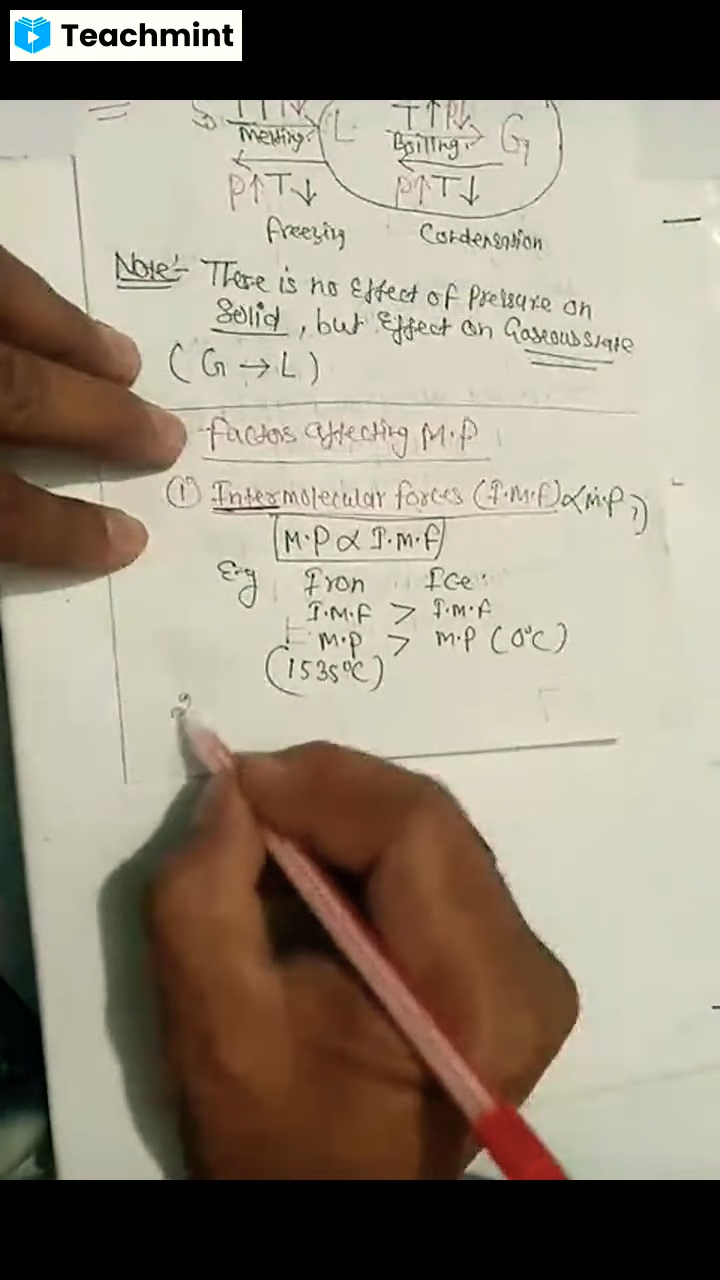 Teachmint
T↑P↓
Melting L Boiling G
P↑T↓ P↑T↓
Freezing Condensation
Note:- There is no Effect of Pressure on
Solid, but Effect on Gaseous state
(G → L)
Factors affecting M.P
① Intermolecular forces (I.M.F) ∝ M.P,)
M.P ∝ I.M.F
E.g Iron Ice
I.M.F > I.M.F
M.P > M.P (0°C)
(1535°C)